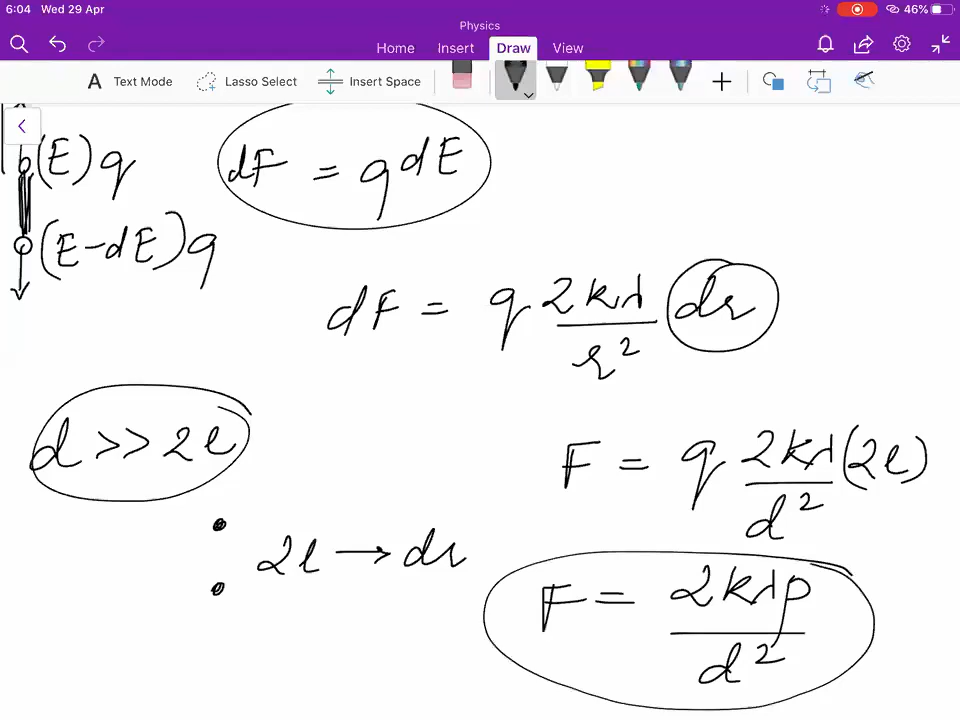 6:04 Wed 29 Apr
46%
Physics
Home Insert Draw View
Text Mode Lasso Select Insert Space
(E)q
dF = qdE
(E-dE)q
dF = q 2kλ/r² dr
d >> 2l
F = q 2kλ/d² (2l)
2l → dr
F = 2kλp/d²